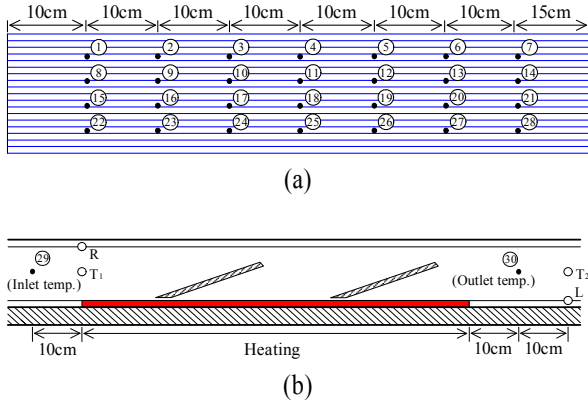 10cm 10cm 10cm 10cm 10cm 10cm 10cm 15cm
1 2 3 4 5 6 7
8 9 10 11 12 13 14
15 16 17 18 19 20 21
22 23 24 25 26 27 28
(a)
R
29 30
T1 T2
(Inlet temp.) (Outlet temp.)
L
10cm Heating 10cm 10cm
(b)